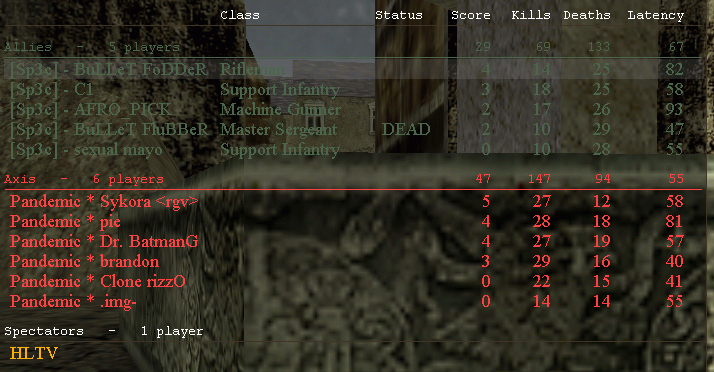 Class Status Score Kills Deaths Latency
Allies - 5 players 29 69 133 67
[Sp3c] - BuLLeT FoDDeR Rifleman 4 14 25 82
[Sp3c] - C1 Support Infantry 3 18 25 58
[Sp3c] - AFRO_PICK Machine Gunner 2 17 26 93
[Sp3c] - BuLLeT FluBBeR Master Sergeant DEAD 2 10 29 47
[Sp3c] - sexual mayo Support Infantry 0 10 28 55
Axis - 6 players 47 147 94 55
Pandemic * Sykora <rgv> 5 27 12 58
Pandemic * pie 4 28 18 81
Pandemic * Dr. BatmanG 4 27 19 57
Pandemic * brandon 3 29 16 40
Pandemic * Clone rizzO 0 22 15 41
Pandemic * .img- 0 14 14 55
Spectators - 1 player
HLTV